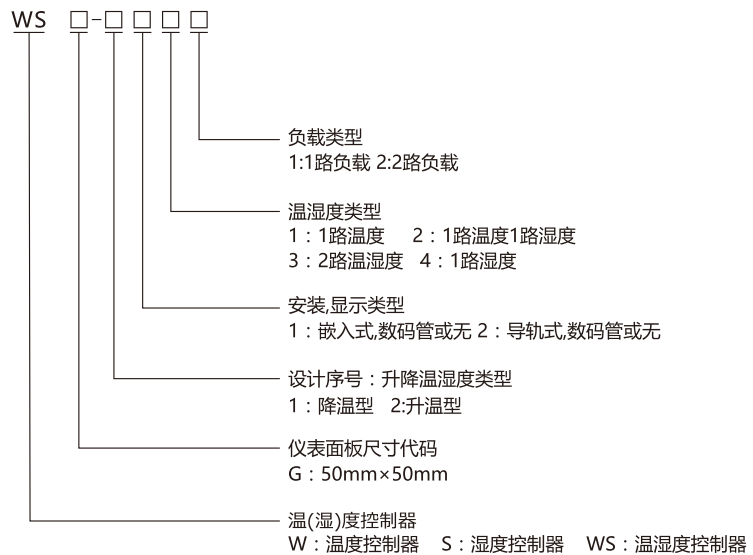 WS □-□□□□
负载类型
1:1路负载 2:2路负载
温湿度类型
1：1路温度 2：1路温度1路湿度
3：2路温湿度 4：1路湿度
安装,显示类型
1：嵌入式,数码管或无 2：导轨式,数码管或无
设计序号：升降温湿度类型
1：降温型 2:升温型
仪表面板尺寸代码
G：50mm×50mm
温(湿)度控制器
W：温度控制器 S：湿度控制器 WS：温湿度控制器